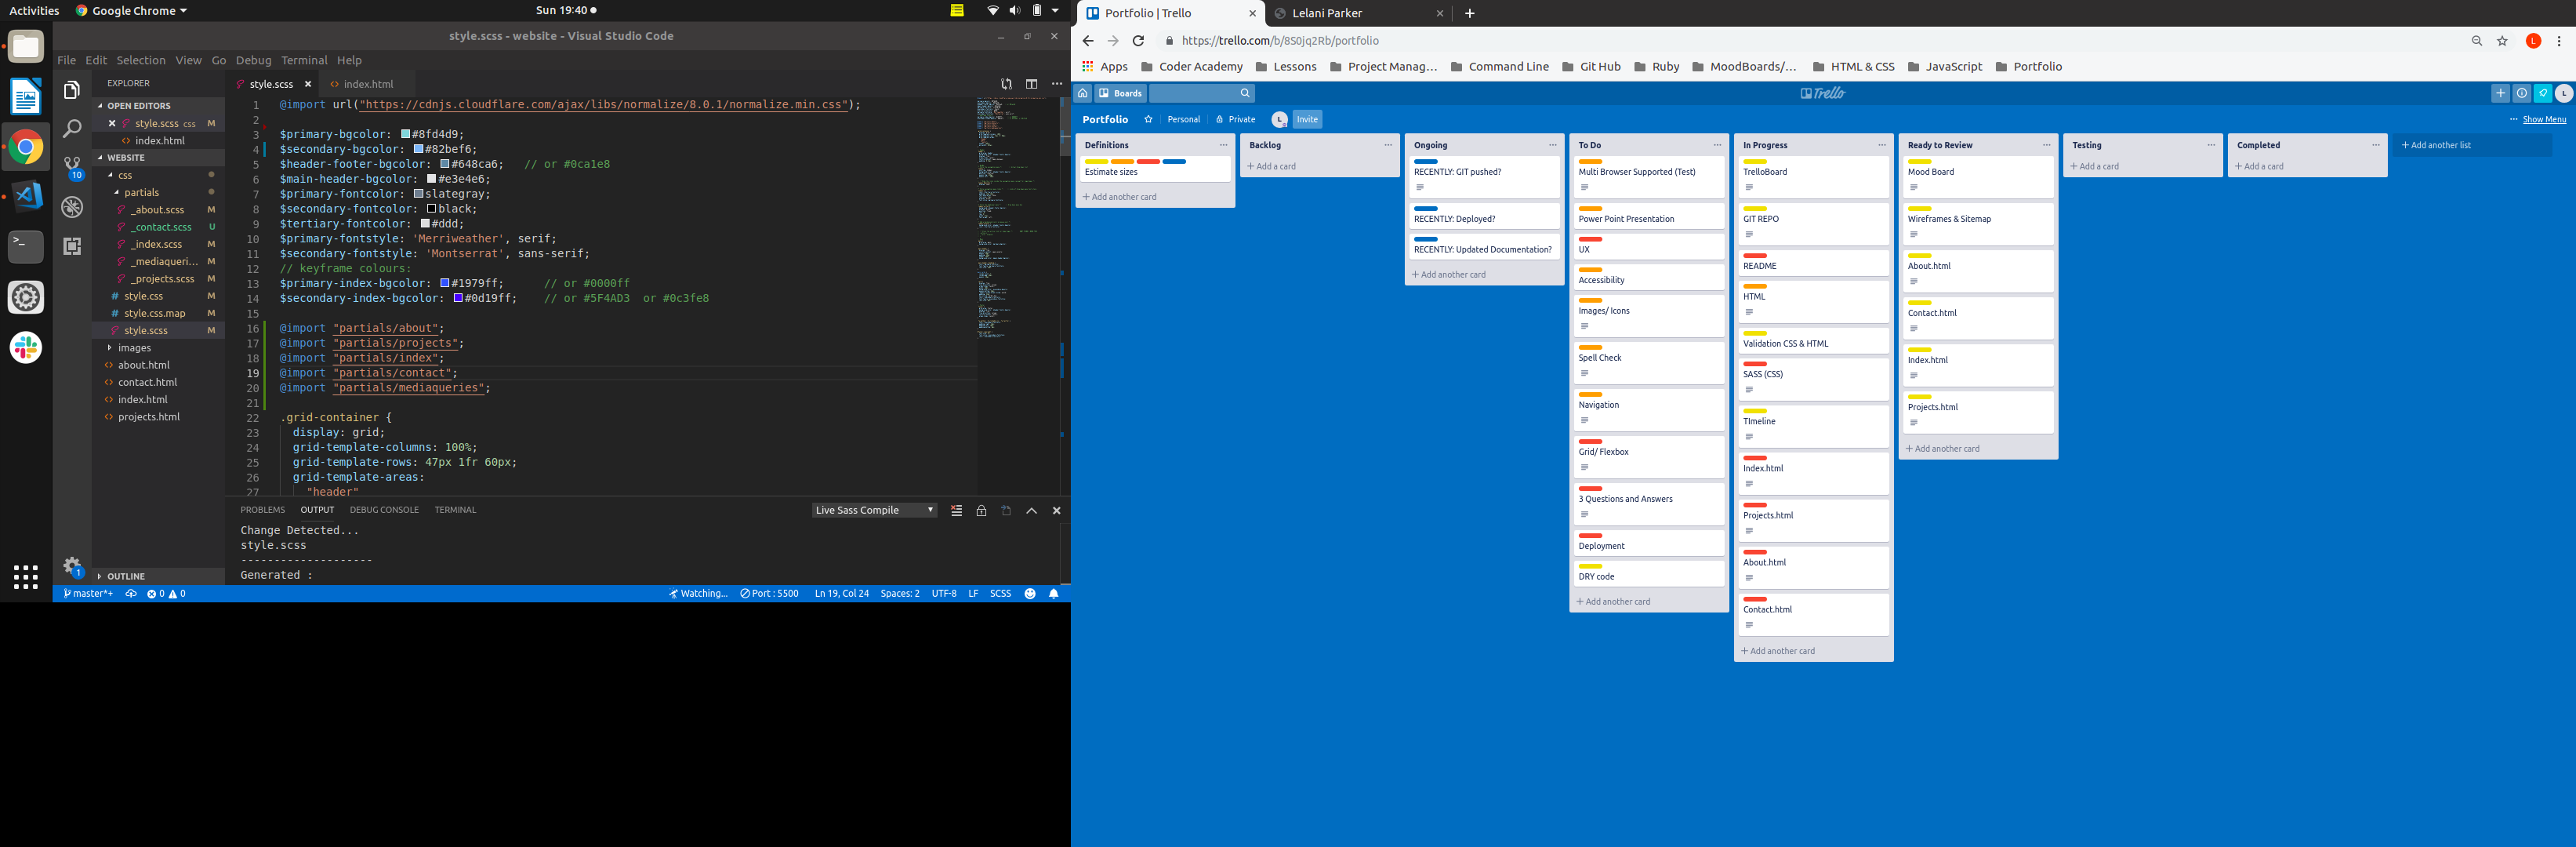 Activities
Google Chrome
Sun 19:40
style.scss - website - Visual Studio Code
File Edit Selection View Go Debug Terminal Help
EXPLORER
OPEN EDITORS
style.scss css M
index.html
WEBSITE
css
partials
_about.scss M
_contact.scss U
_index.scss M
_mediaqueri... M
_projects.scss M
style.css M
style.css.map M
style.scss M
images
about.html
contact.html
index.html
projects.html
OUTLINE
10
1
style.scss
index.html
1 @import url("https://cdnjs.cloudflare.com/ajax/libs/normalize/8.0.1/normalize.min.css");
2
3 $primary-bgcolor: #8fd4d9;
4 $secondary-bgcolor: #82bef6;
5 $header-footer-bgcolor: #648ca6; // or #0ca1e8
6 $main-header-bgcolor: #e3e4e6;
7 $primary-fontcolor: slategray;
8 $secondary-fontcolor: black;
9 $tertiary-fontcolor: #ddd;
10 $primary-fontstyle: 'Merriweather', serif;
11 $secondary-fontstyle: 'Montserrat', sans-serif;
12 // keyframe colours:
13 $primary-index-bgcolor: #1979ff; // or #0000ff
14 $secondary-index-bgcolor: #0d19ff; // or #5F4AD3 or #0c3fe8
15
16 @import "partials/about";
17 @import "partials/projects";
18 @import "partials/index";
19 @import "partials/contact";
20 @import "partials/mediaqueries";
21
22 .grid-container {
23 display: grid;
24 grid-template-columns: 100%;
25 grid-template-rows: 47px 1fr 60px;
26 grid-template-areas:
27 "header"
PROBLEMS OUTPUT DEBUG CONSOLE TERMINAL
Live Sass Compile
Change Detected...
style.scss
--------------------
Generated :
master*+ 0 0
Watching... Port : 5500 Ln 19, Col 24 Spaces: 2 UTF-8 LF SCSS
Portfolio | Trello
Lelani Parker
https://trello.com/b/8S0jq2Rb/portfolio
L
Apps Coder Academy Lessons Project Manag... Command Line Git Hub Ruby MoodBoards/... HTML & CSS JavaScript Portfolio
Boards
Trello
L
Portfolio Personal Private L Invite
... Show Menu
Definitions
Estimate sizes
+ Add another card
Backlog
+ Add a card
Ongoing
RECENTLY: GIT pushed?
RECENTLY: Deployed?
RECENTLY: Updated Documentation?
+ Add another card
To Do
Multi Browser Supported (Test)
Power Point Presentation
UX
Accessibility
Images/ Icons
Spell Check
Navigation
Grid/ Flexbox
3 Questions and Answers
Deployment
DRY code
+ Add another card
In Progress
TrelloBoard
GIT REPO
README
HTML
Validation CSS & HTML
SASS (CSS)
TImeline
Index.html
Projects.html
About.html
Contact.html
+ Add another card
Ready to Review
Mood Board
Wireframes & Sitemap
About.html
Contact.html
Index.html
Projects.html
+ Add another card
Testing
+ Add a card
Completed
+ Add a card
+ Add another list